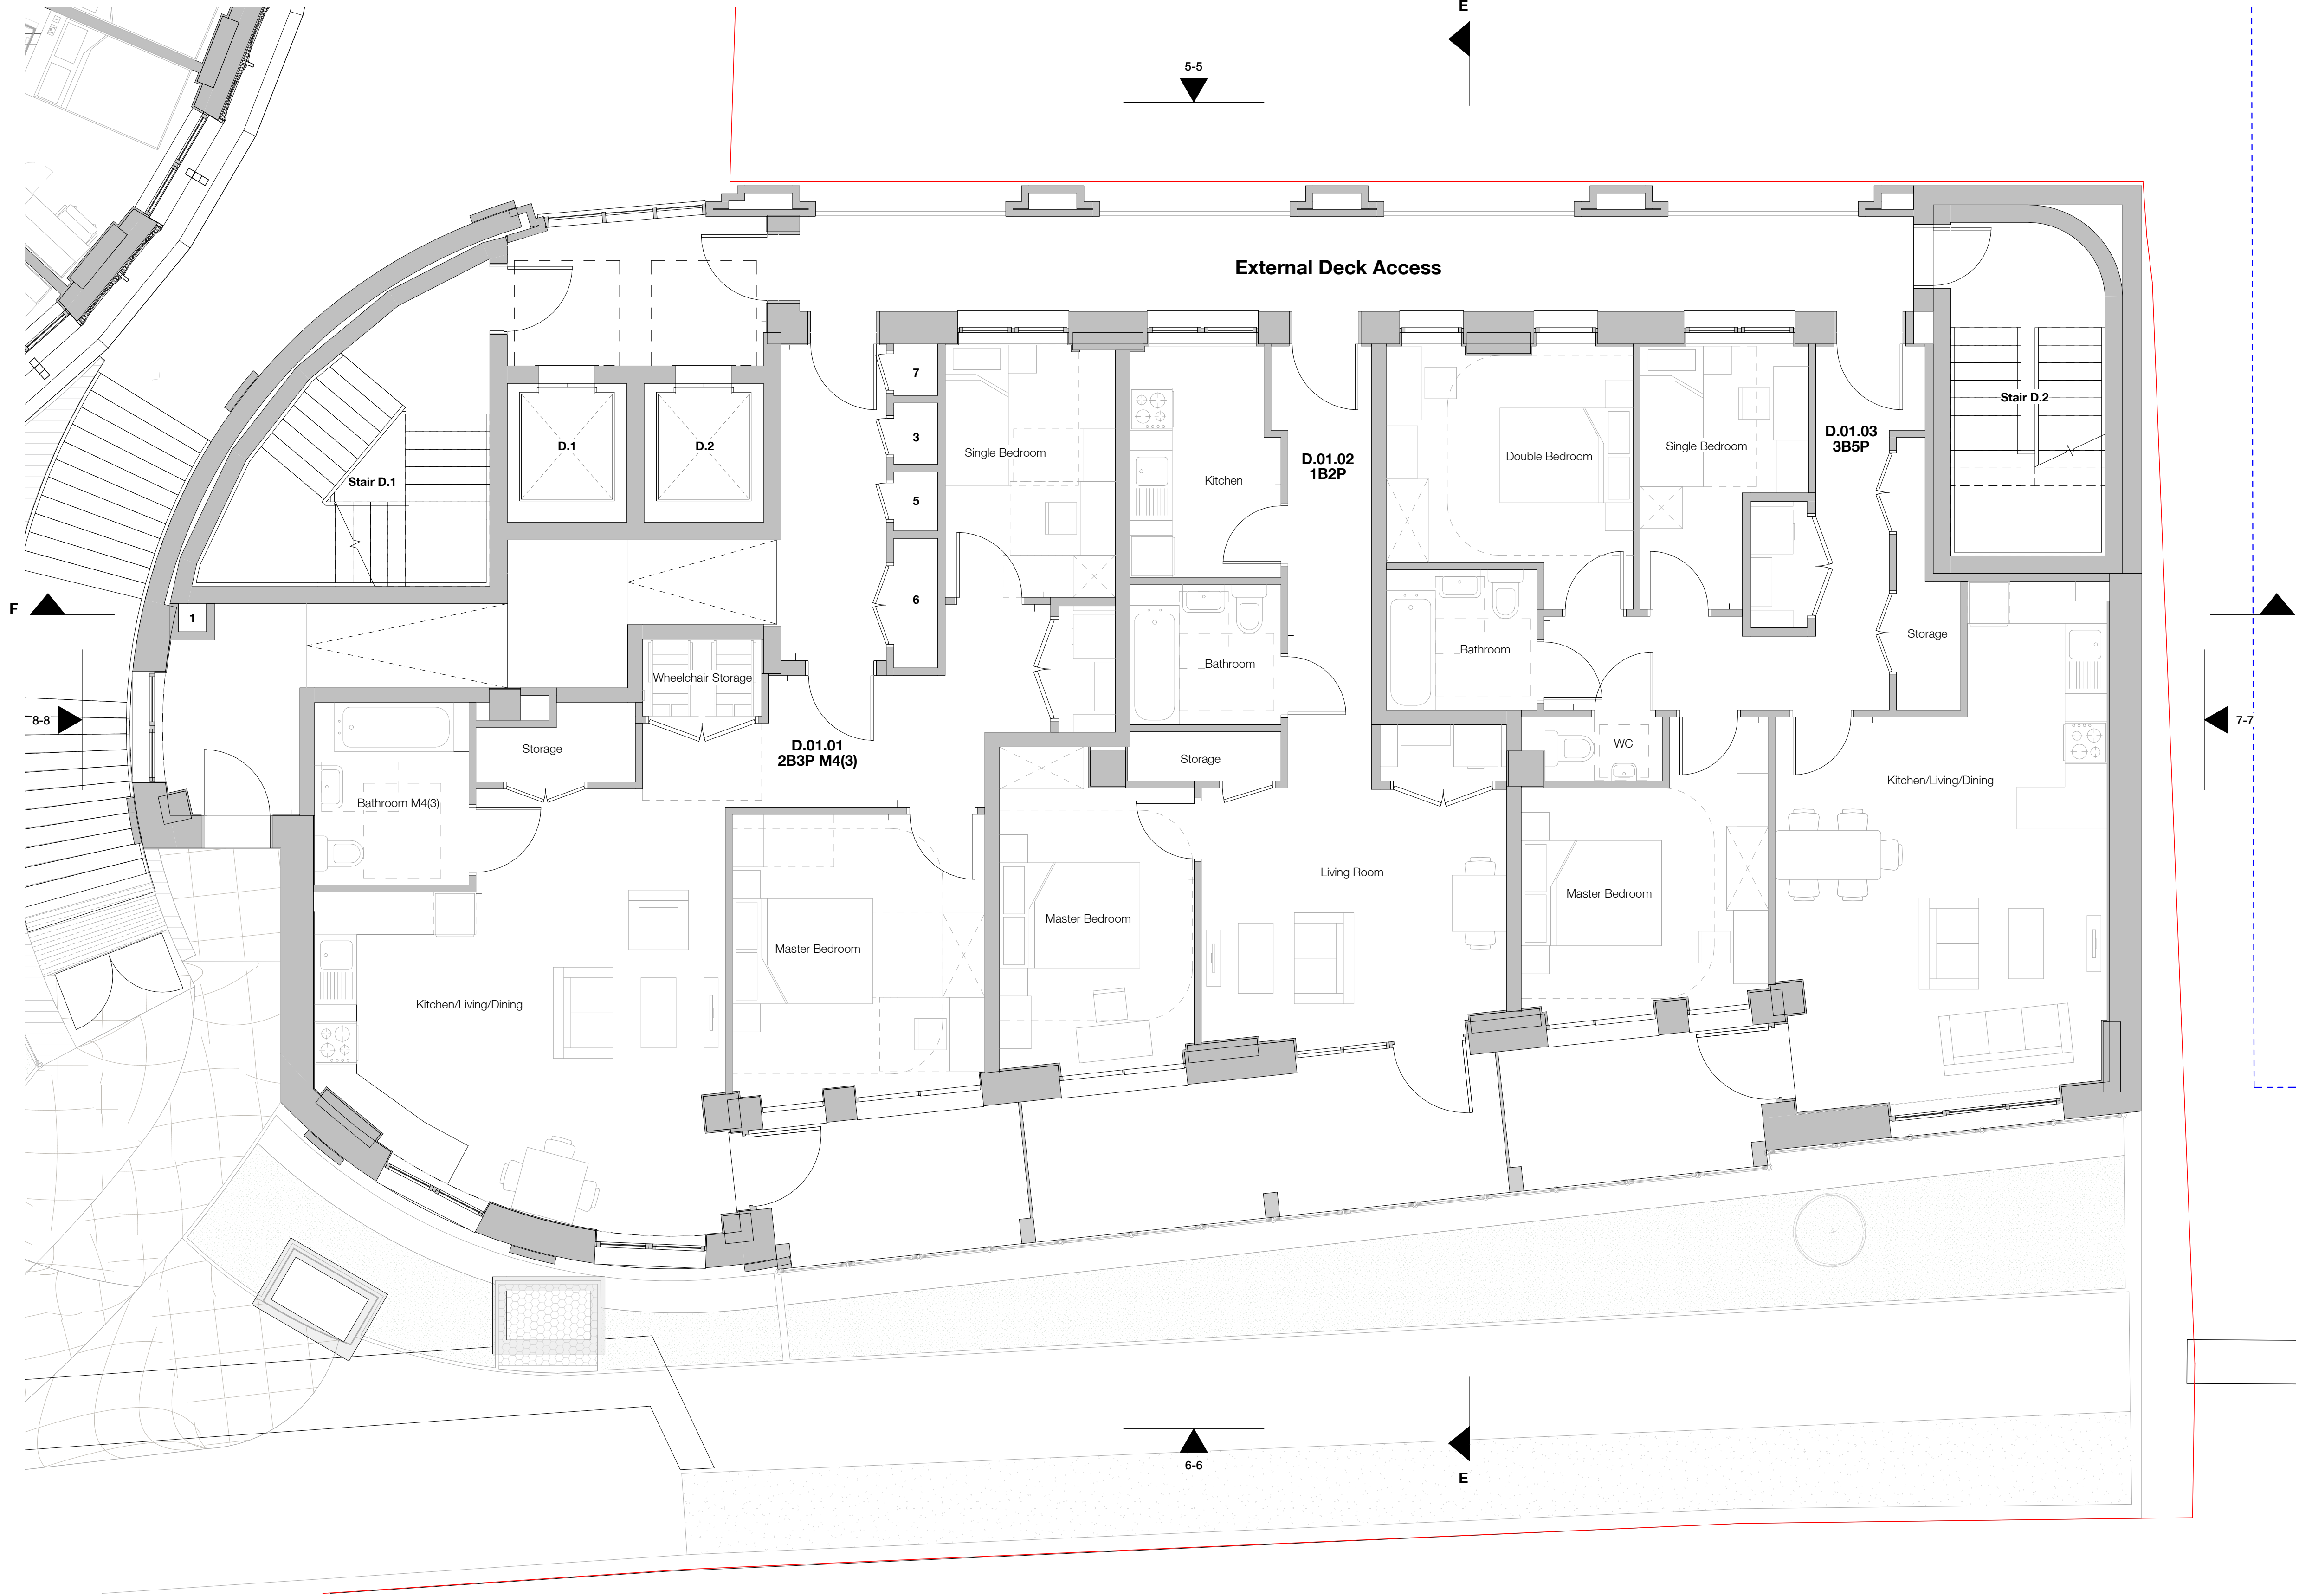 E
5-5
External Deck Access
7
3
5
6
D.1
D.2
Stair D.1
Single Bedroom
Kitchen
D.01.02
1B2P
Double Bedroom
Single Bedroom
D.01.03
3B5P
Stair D.2
F
1
Storage
Bathroom
Bathroom
Wheelchair Storage
8-8
7-7
D.01.01
2B3P M4(3)
Storage
Storage
WC
Kitchen/Living/Dining
Bathroom M4(3)
Living Room
Master Bedroom
Master Bedroom
Master Bedroom
Kitchen/Living/Dining
6-6
E